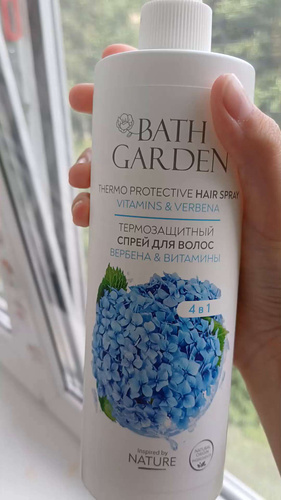 BATH
GARDEN
THERMO PROTECTIVE HAIR SPRAY
VITAMINS & VERBENA
ТЕРМОЗАЩИТНЫЙ
СПРЕЙ ДЛЯ ВОЛОС
ВЕРБЕНА & ВИТАМИНЫ
4 в 1
Inspired by
NATURE